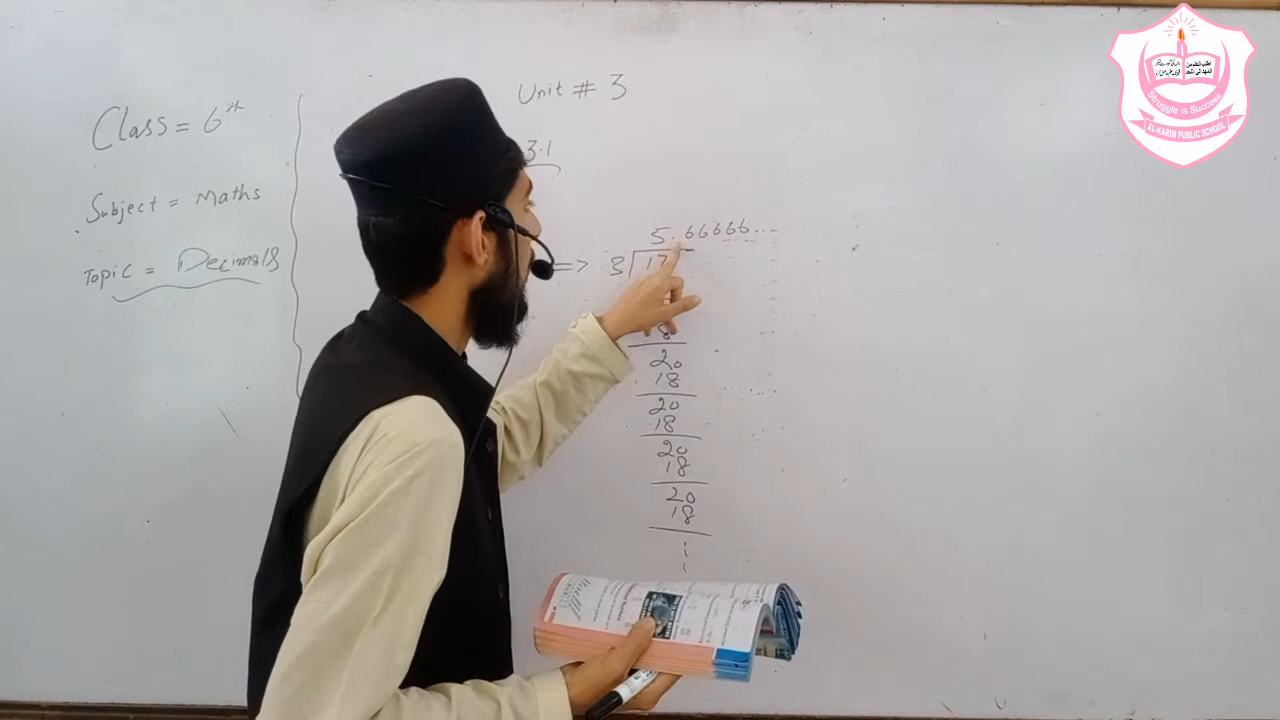 Class = 6th
Subject = Maths
Topic = Decimals
Unit # 3
3.1
5.66666...
=> 3 17
18
20
18
20
18
20
18
20
18
Struggle is Success
AL-KARIM PUBLIC SCHOOL